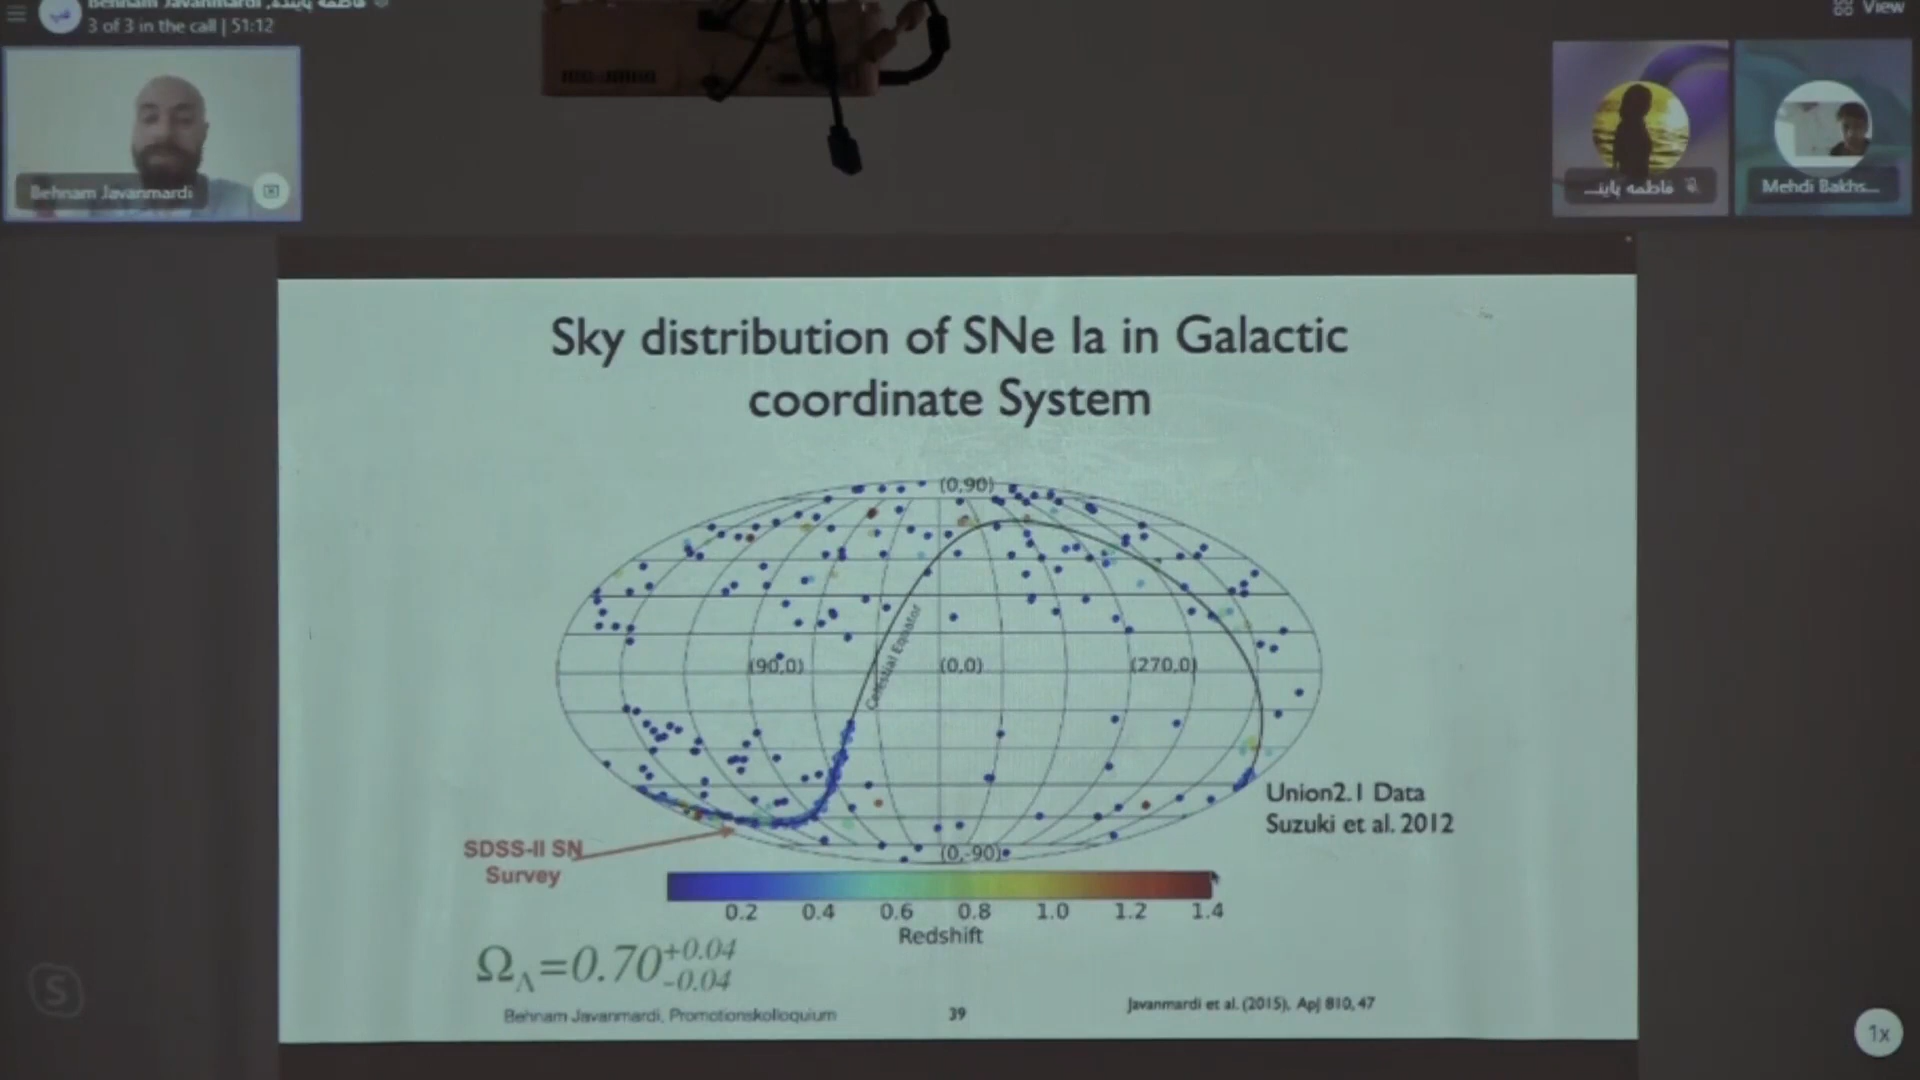 3 of 3 in the call | 51:12
View
Behnam Javanmardi
Mehdi Bakhs...
Sky distribution of SNe Ia in Galactic
coordinate System
(0,90)
Celestial Equator
(90,0)
(0,0)
(270,0)
(0,-90)
Union2.1 Data
Suzuki et al. 2012
SDSS-II SN
Survey
0.2 0.4 0.6 0.8 1.0 1.2 1.4
Redshift
Ω_Λ=0.70^{+0.04}_{-0.04}
Behnam Javanmardi, Promotionskolloquium
39
Javanmardi et al. (2015), ApJ 810, 47
S
1x